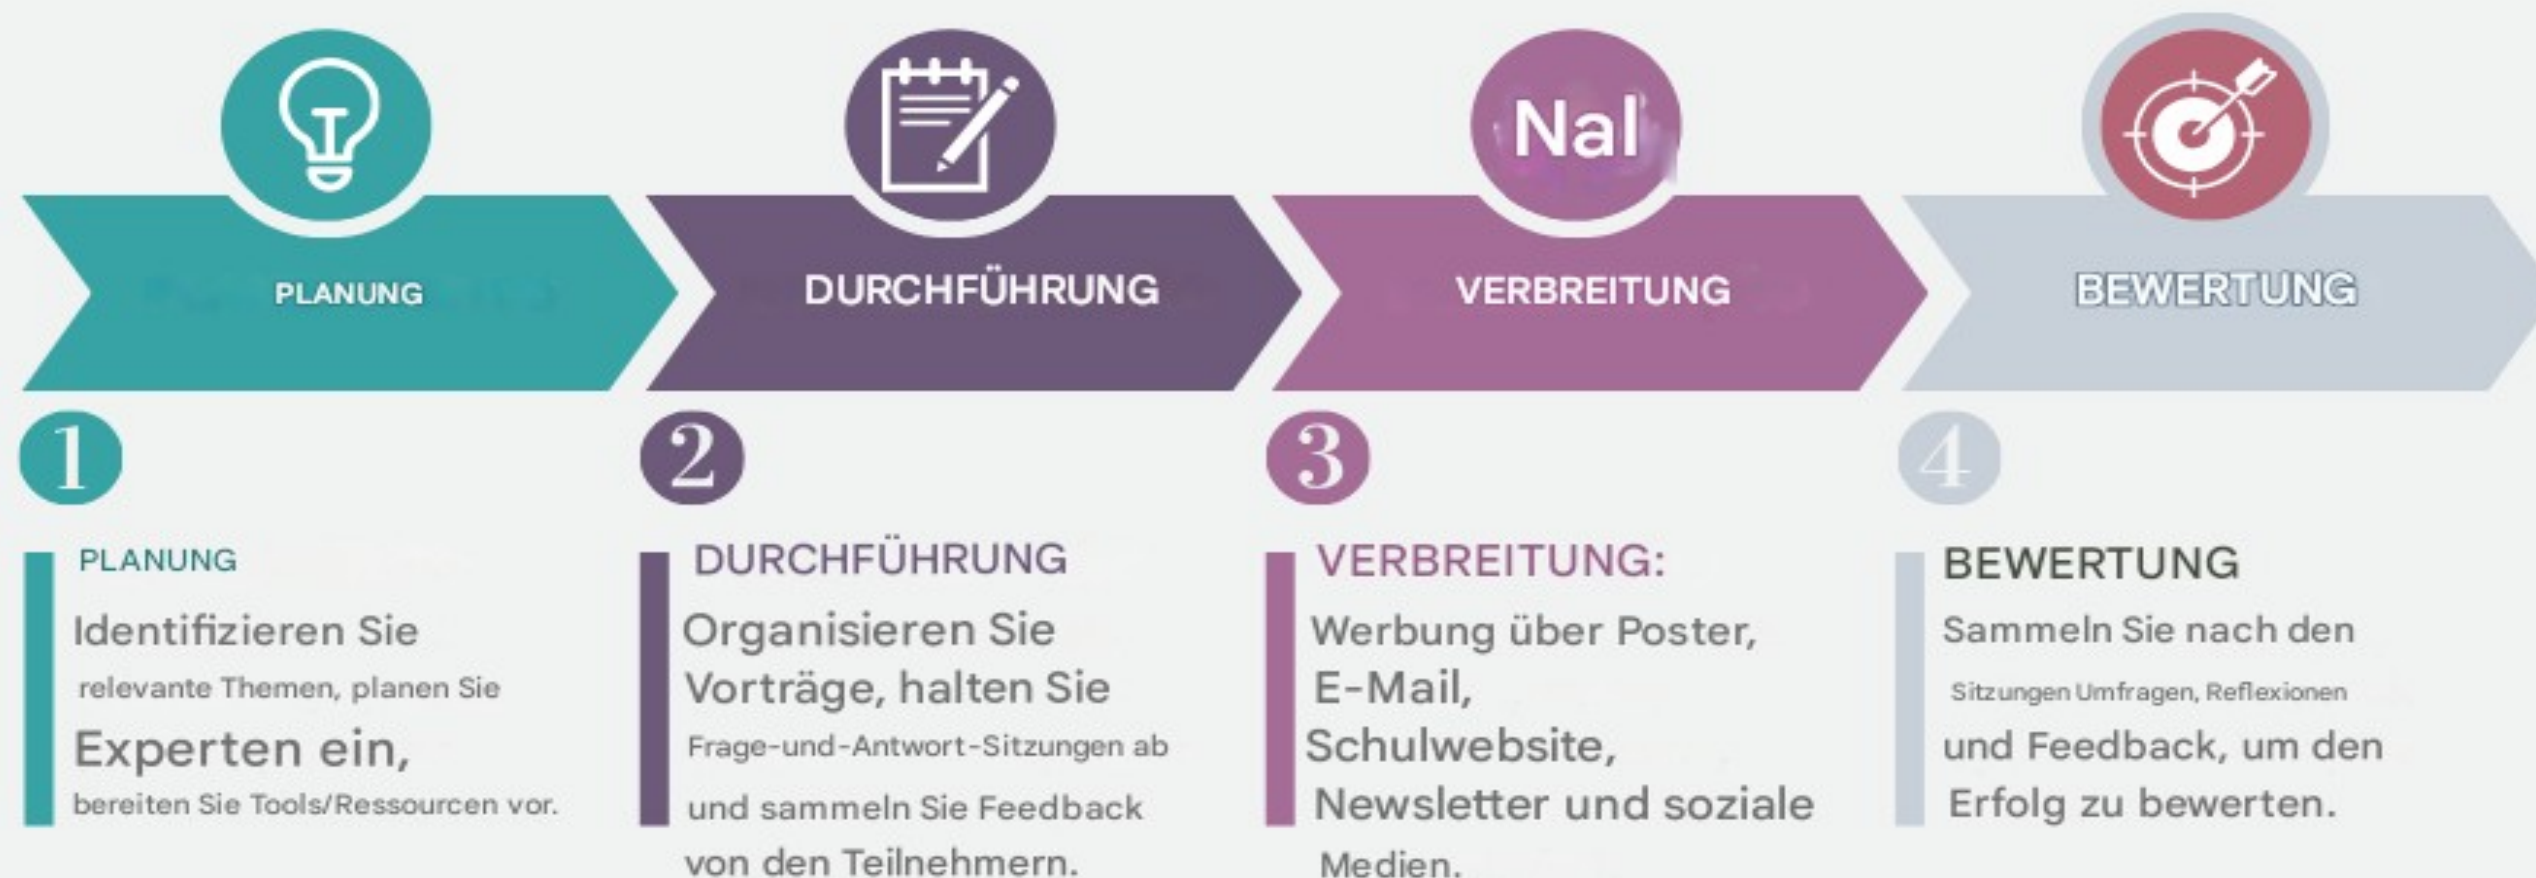 Nal
PLANUNG
DURCHFÜHRUNG
VERBREITUNG
BEWERTUNG
1
PLANUNG
Identifizieren Sie
relevante Themen, planen Sie
Experten ein,
bereiten Sie Tools/Ressourcen vor.
2
DURCHFÜHRUNG
Organisieren Sie
Vorträge, halten Sie
Frage-und-Antwort-Sitzungen ab
und sammeln Sie Feedback
von den Teilnehmern.
3
VERBREITUNG:
Werbung über Poster,
E-Mail,
Schulwebsite,
Newsletter und soziale
Medien.
4
BEWERTUNG
Sammeln Sie nach den
Sitzungen Umfragen, Reflexionen
und Feedback, um den
Erfolg zu bewerten.